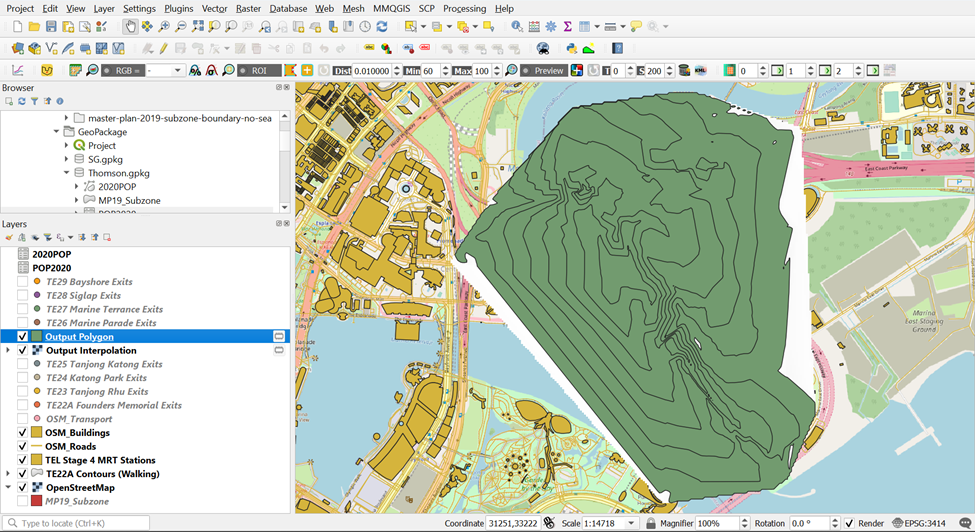 Project Edit View Layer Settings Plugins Vector Raster Database Web Mesh MMQGIS SCP Processing Help
RGB = - ROI Dist 0.010000 Min 60 Max 100 Preview T 0 S 200 KML 0 1 2
Browser
master-plan-2019-subzone-boundary-no-sea
GeoPackage
Project
SG.gpkg
Thomson.gpkg
2020POP
MP19_Subzone
POP2020
Layers
2020POP
POP2020
TE29 Bayshore Exits
TE28 Siglap Exits
TE27 Marine Terrance Exits
TE26 Marine Parade Exits
Output Polygon
Output Interpolation
TE25 Tanjong Katong Exits
TE24 Katong Park Exits
TE23 Tanjong Rhu Exits
TE22A Founders Memorial Exits
OSM_Transport
OSM_Buildings
OSM_Roads
TEL Stage 4 MRT Stations
TE22A Contours (Walking)
OpenStreetMap
MP19_Subzone
East Coast Parkway
Marina
East Staging
Ground
Type to locate (Ctrl+K) Coordinate 31251,33222 Scale 1:14718 Magnifier 100% Rotation 0.0 ° Render EPSG:3414